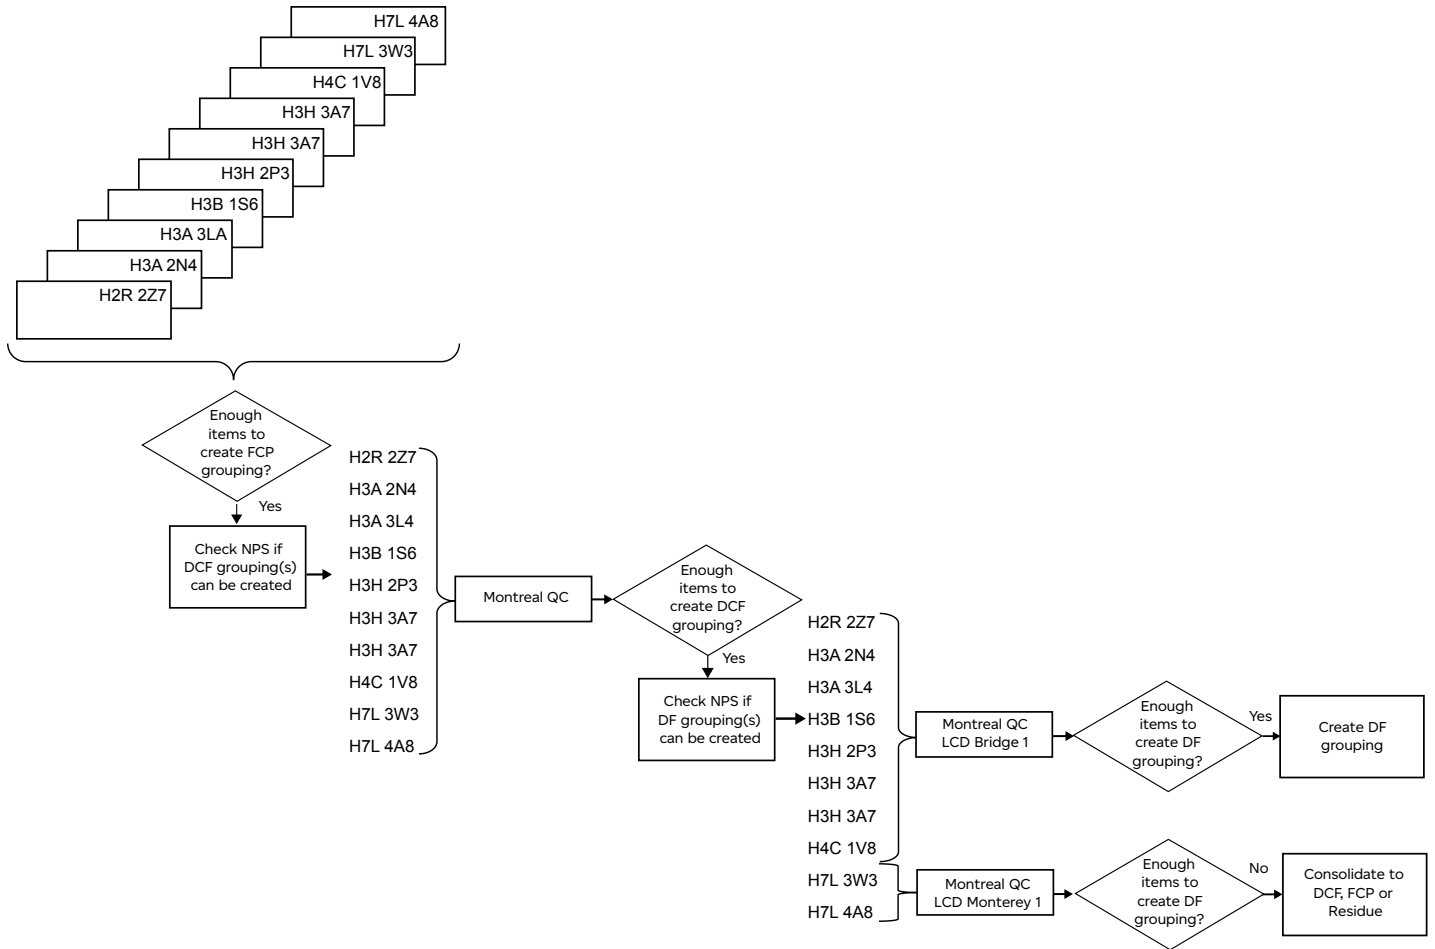 H7L 4A8
H7L 3W3
H4C 1V8
H3H 3A7
H3H 3A7
H3H 2P3
H3B 1S6
H3A 3LA
H3A 2N4
H2R 2Z7
Enough
items to
create FCP
grouping?
Yes
Check NPS if
DCF grouping(s)
can be created
H2R 2Z7
H3A 2N4
H3A 3L4
H3B 1S6
H3H 2P3
H3H 3A7
H3H 3A7
H4C 1V8
H7L 3W3
H7L 4A8
Montreal QC
Enough
items to
create DCF
grouping?
Yes
Check NPS if
DF grouping(s)
can be created
H2R 2Z7
H3A 2N4
H3A 3L4
H3B 1S6
H3H 2P3
H3H 3A7
H3H 3A7
H4C 1V8
H7L 3W3
H7L 4A8
Montreal QC
LCD Bridge 1
Enough
items to
create DF
grouping?
Yes
Create DF
grouping
Montreal QC
LCD Monterey 1
Enough
items to
create DF
grouping?
No
Consolidate to
DCF, FCP or
Residue